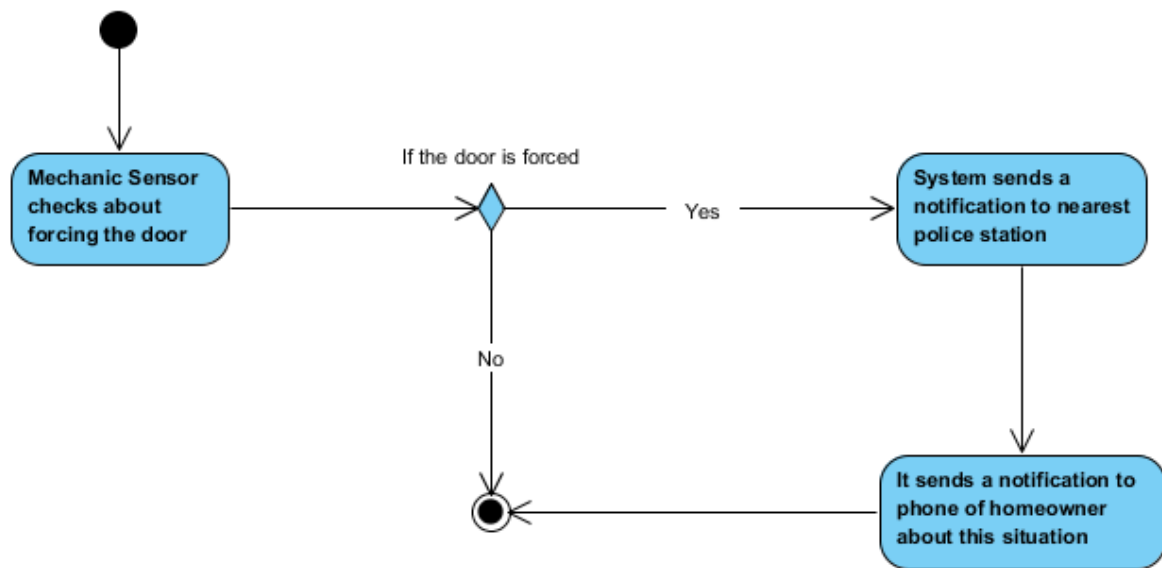 If the door is forced
Mechanic Sensor
checks about
forcing the door
Yes
System sends a
notification to nearest
police station
No
It sends a notification to
phone of homeowner
about this situation